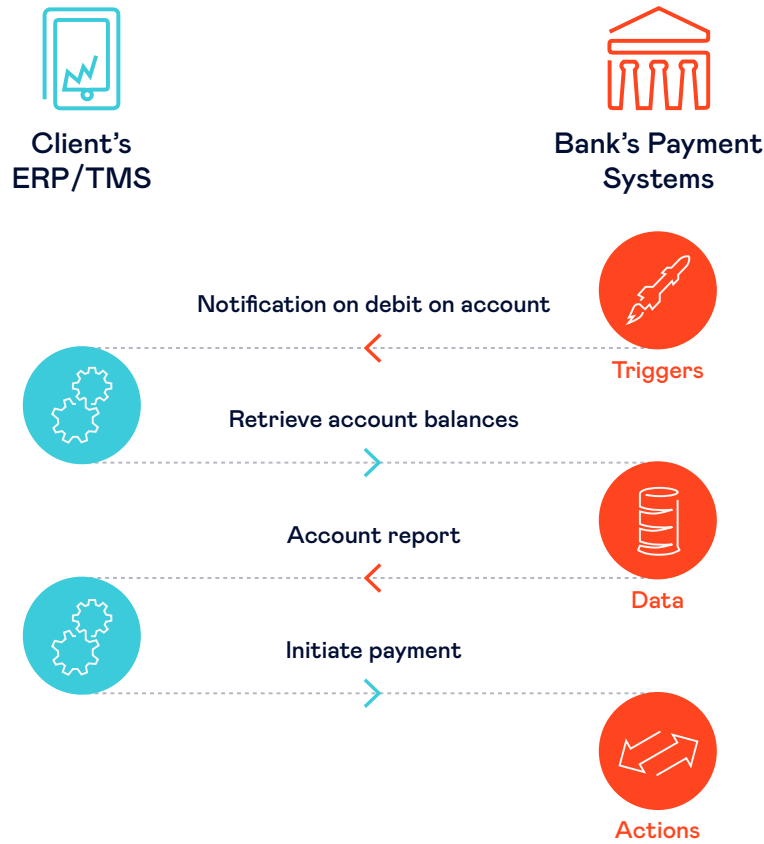 Client’s
ERP/TMS
Bank’s Payment
Systems
Notification on debit on account
Triggers
Retrieve account balances
Account report
Data
Initiate payment
Actions